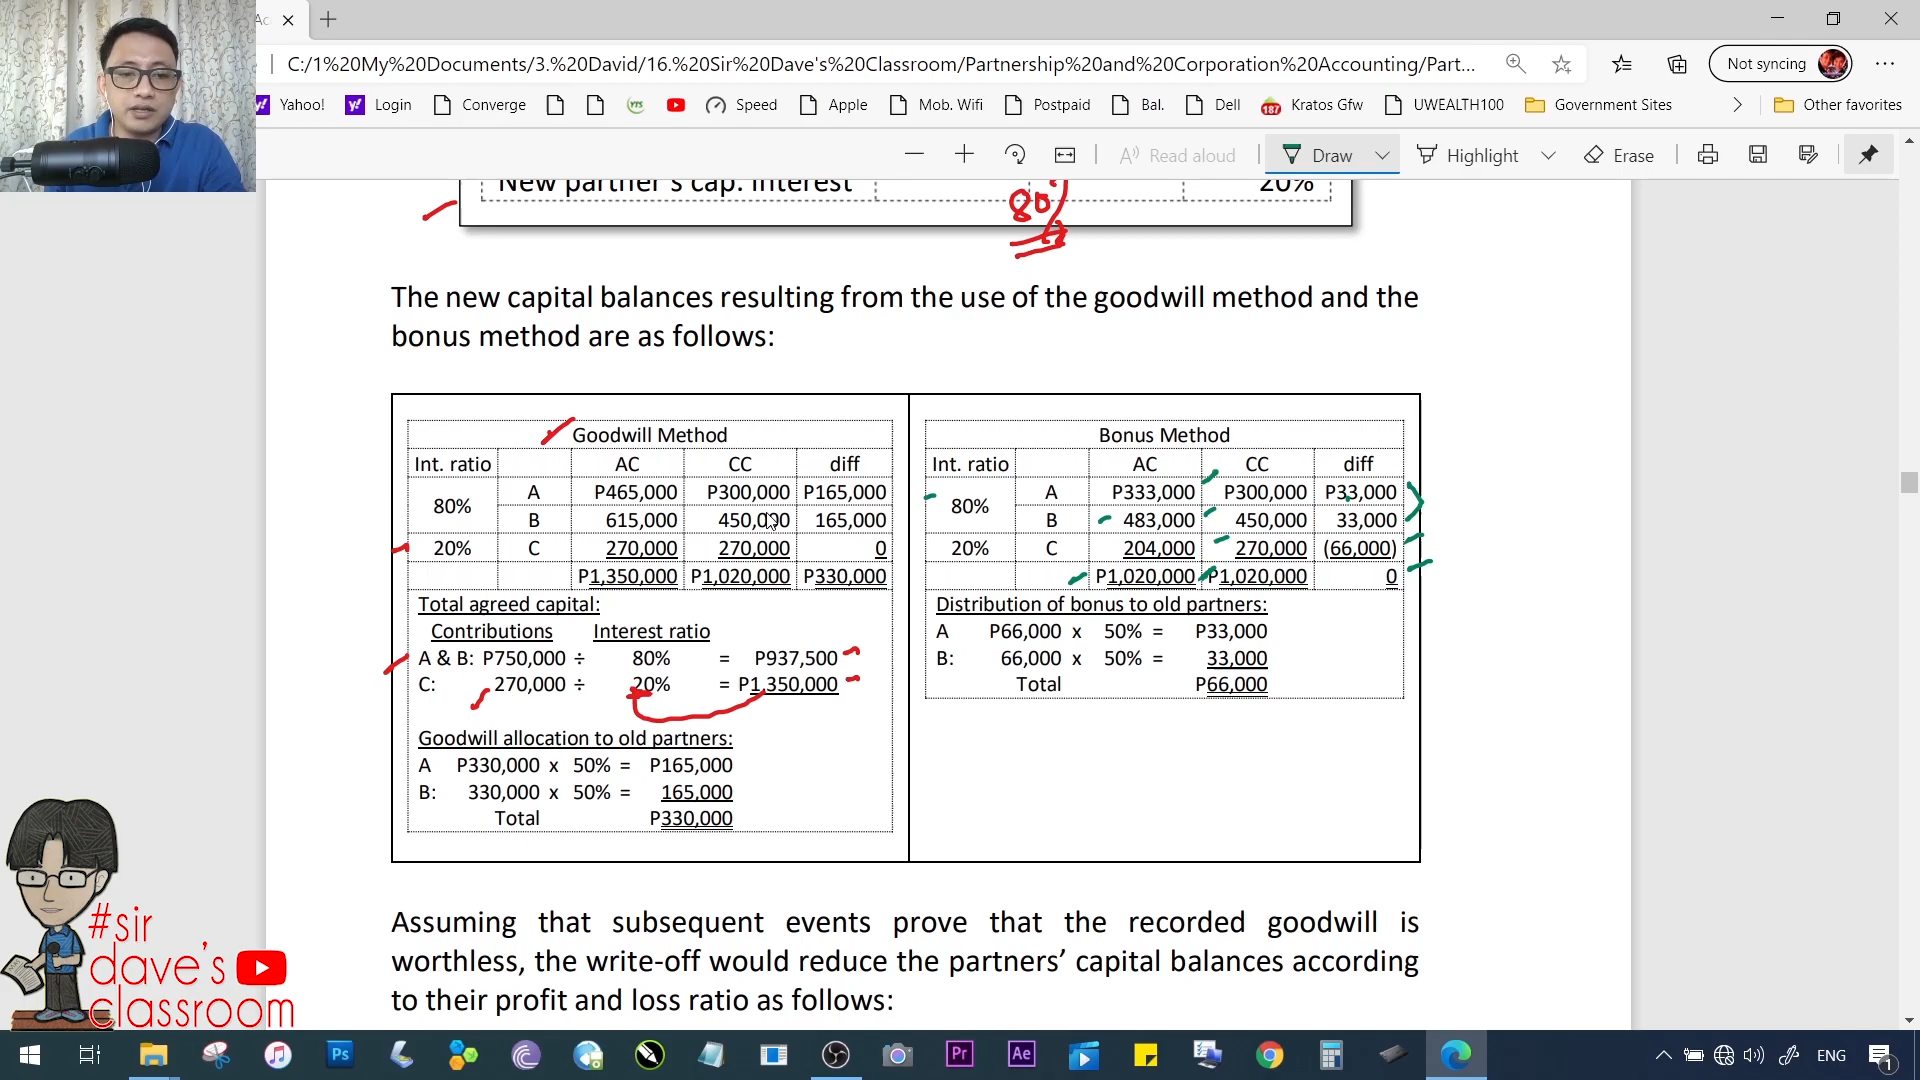 Ac
C:/1%20My%20Documents/3.%20David/16.%20Sir%20Dave's%20Classroom/Partnership%20and%20Corporation%20Accounting/Part...
Not syncing
Yahoo! Login Converge YTS Speed Apple Mob. Wifi Postpaid Bal. Dell 187 Kratos Gfw UWEALTH100 Government Sites Other favorites
Read aloud Draw Highlight Erase
New partner's cap. interest 20%
80%
The new capital balances resulting from the use of the goodwill method and the
bonus method are as follows:
Goodwill Method
Int. ratio AC CC diff
80% A P465,000 P300,000 P165,000
B 615,000 450,000 165,000
20% C 270,000 270,000 0
P1,350,000 P1,020,000 P330,000
Total agreed capital:
Contributions Interest ratio
A & B: P750,000 ÷ 80% = P937,500
C: 270,000 ÷ 20% = P1,350,000
Goodwill allocation to old partners:
A P330,000 x 50% = P165,000
B: 330,000 x 50% = 165,000
Total P330,000
Bonus Method
Int. ratio AC CC diff
80% A P333,000 P300,000 P33,000
B 483,000 450,000 33,000
20% C 204,000 270,000 (66,000)
P1,020,000 P1,020,000 0
Distribution of bonus to old partners:
A P66,000 x 50% = P33,000
B: 66,000 x 50% = 33,000
Total P66,000
Assuming that subsequent events prove that the recorded goodwill is
worthless, the write-off would reduce the partners' capital balances according
to their profit and loss ratio as follows:
#sir
dave's
classroom
Ps Pr Ae ENG 1